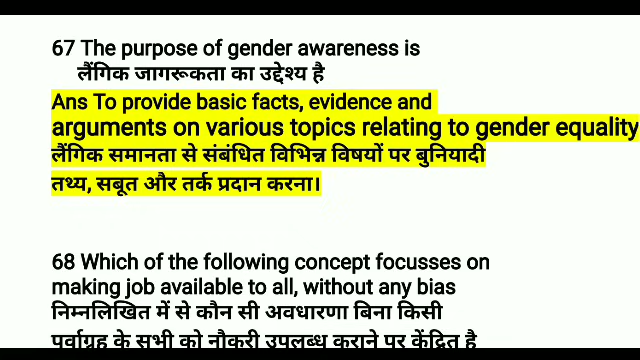 67 The purpose of gender awareness is
लैंगिक जागरूकता का उद्देश्य है
Ans To provide basic facts, evidence and
arguments on various topics relating to gender equality
लैंगिक समानता से संबंधित विभिन्न विषयों पर बुनियादी
तथ्य, सबूत और तर्क प्रदान करना।
68 Which of the following concept focusses on
making job available to all, without any bias
निम्नलिखित में से कौन सी अवधारणा बिना किसी
पूर्वाग्रह के सभी को नौकरी उपलब्ध कराने पर केंद्रित है